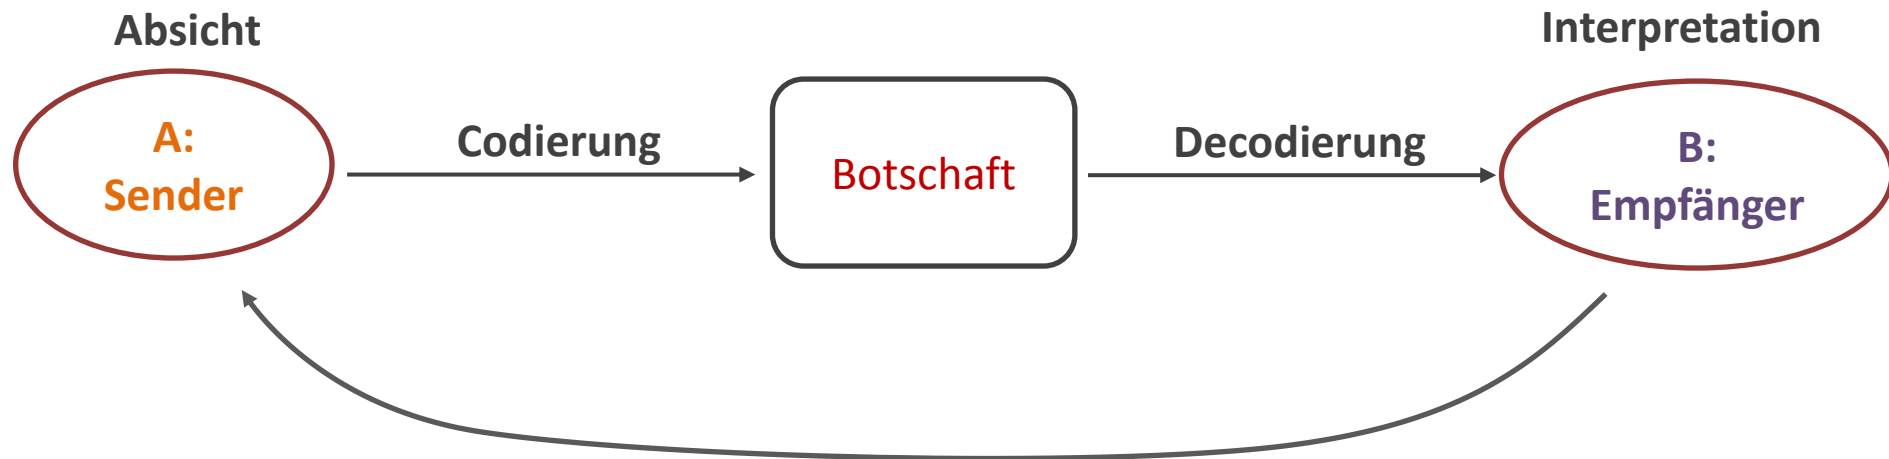 Absicht
Interpretation
A:
Sender
Codierung
Botschaft
Decodierung
B:
Empfänger